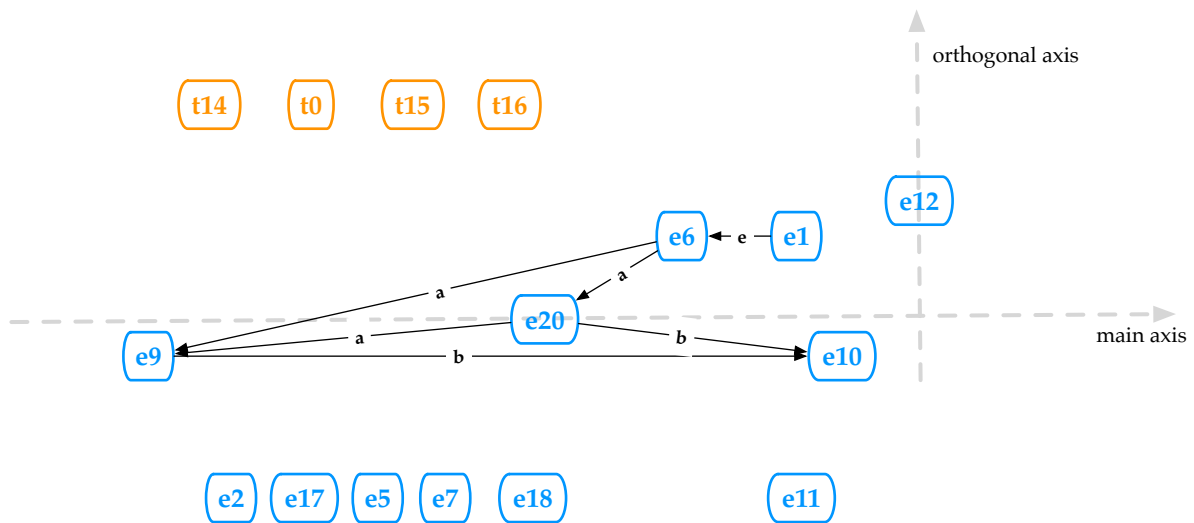 orthogonal axis
t14 t0 t15 t16
e12
e6 e e1
a
a
e20
a
b
main axis
e9 b e10
e2 e17 e5 e7 e18 e11